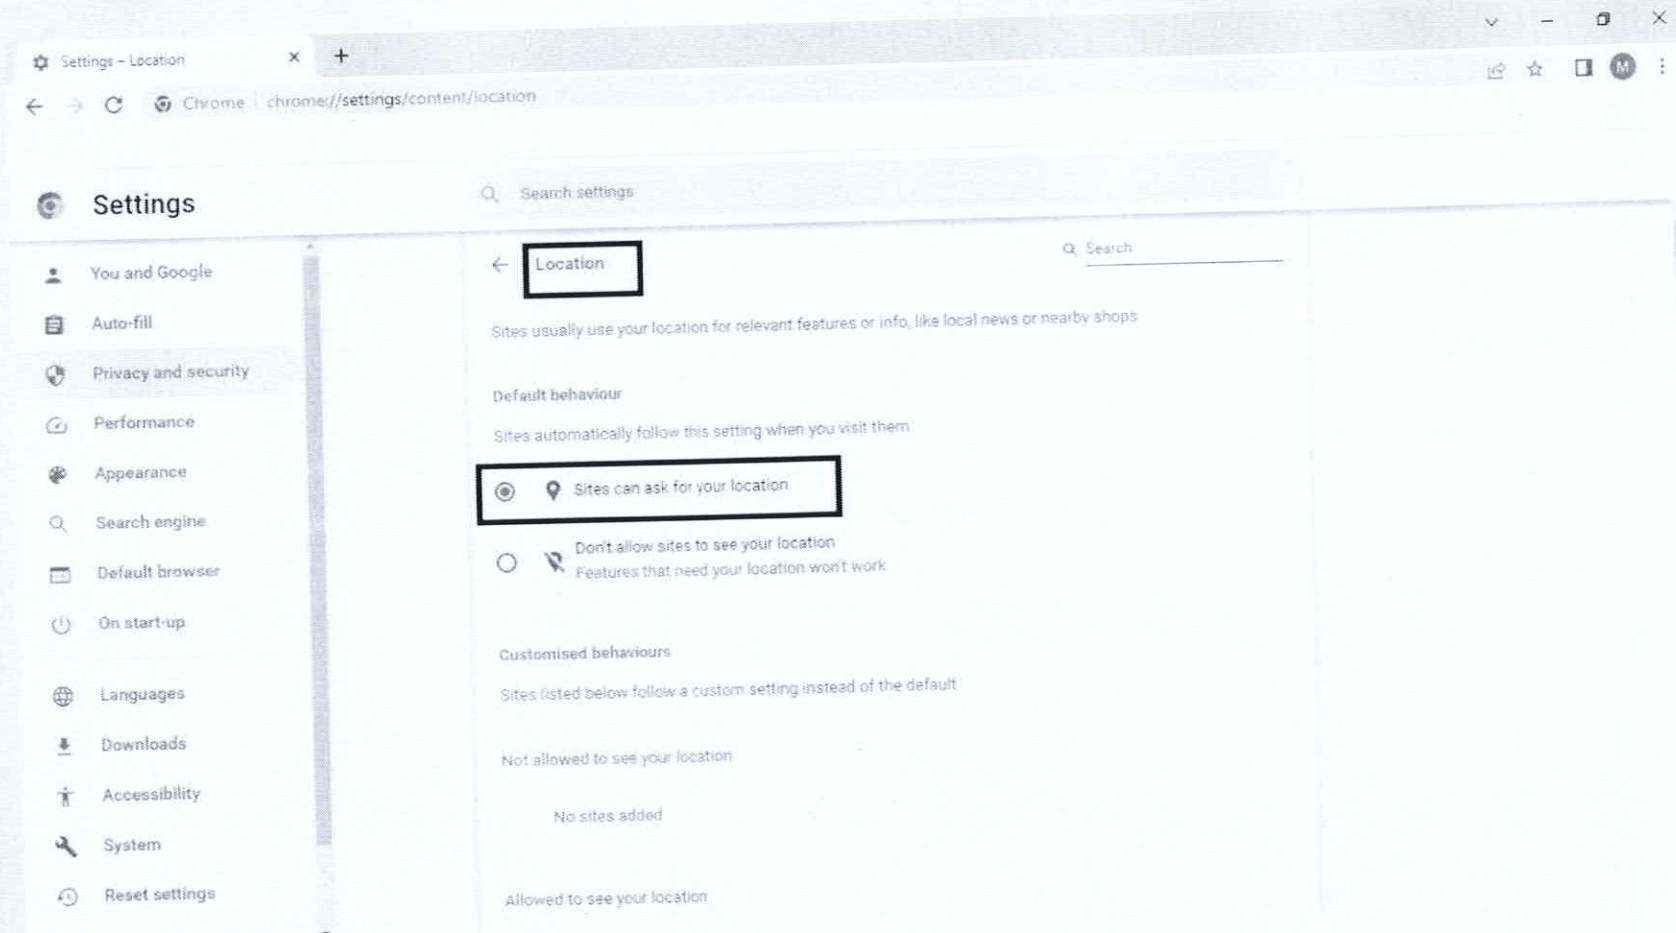 Settings – Location
Chrome | chrome://settings/content/location
M
Settings
Search settings
You and Google
Auto-fill
Privacy and security
Performance
Appearance
Search engine
Default browser
On start-up
Languages
Downloads
Accessibility
System
Reset settings
Location
Search
Sites usually use your location for relevant features or info, like local news or nearby shops
Default behaviour
Sites automatically follow this setting when you visit them
Sites can ask for your location
Don't allow sites to see your location
Features that need your location won't work
Customised behaviours
Sites listed below follow a custom setting instead of the default
Not allowed to see your location
No sites added
Allowed to see your location